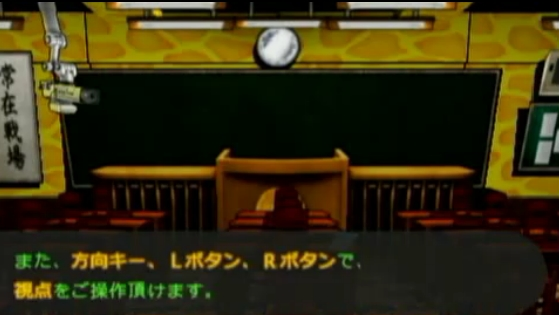 常在戦場
また、方向キー、Lボタン、Rボタンで、
視点をご操作頂けます。